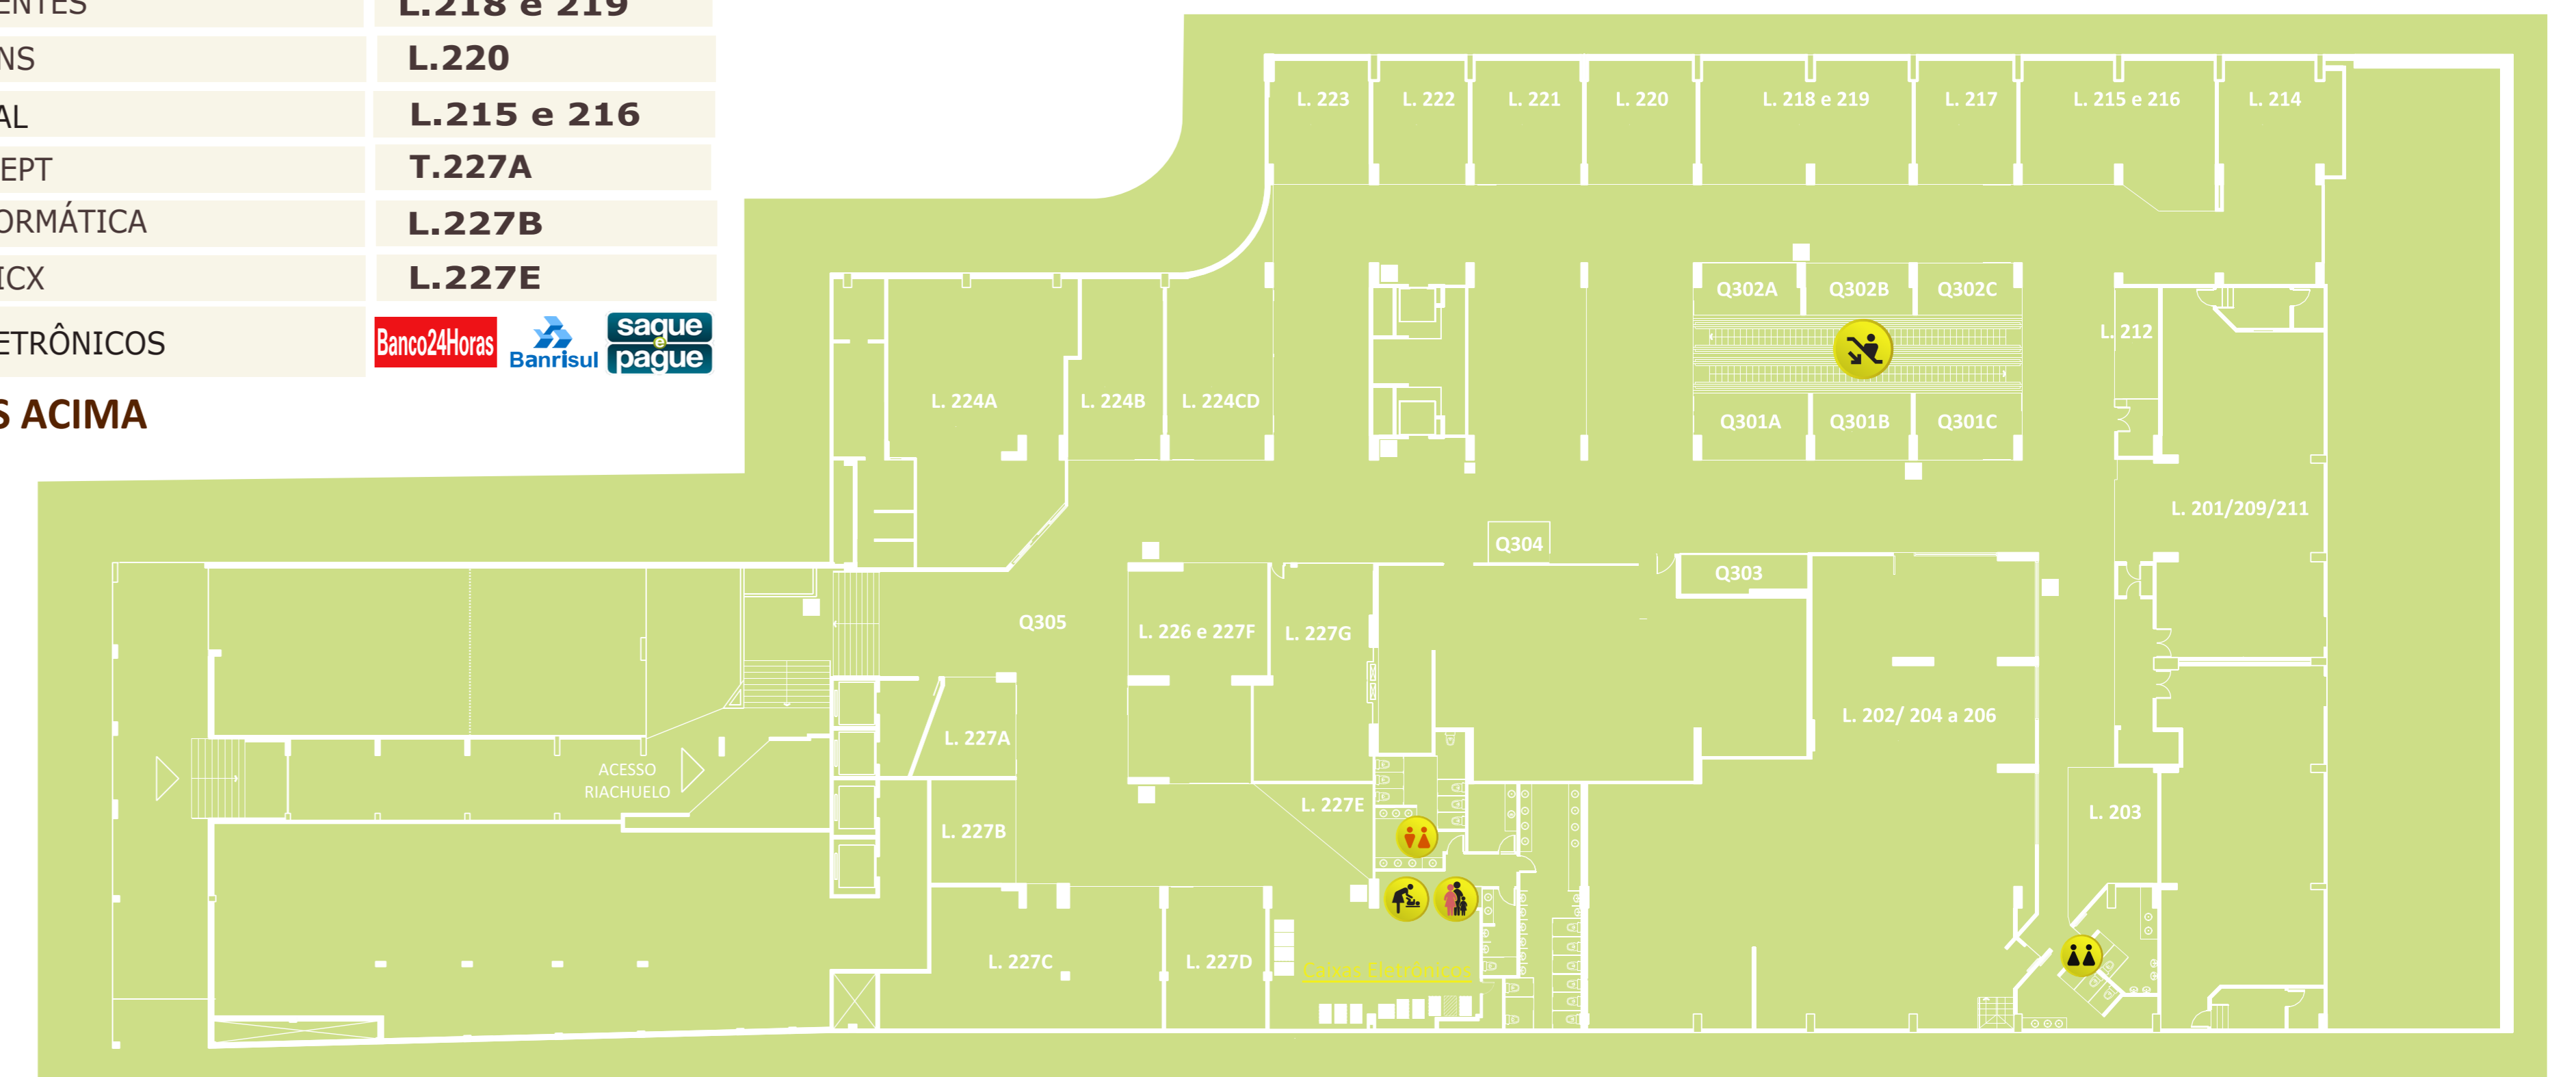 ENTES L.218 e 219
NS L.220
AL L.215 e 216
EPT T.227A
ORMÁTICA L.227B
ICX L.227E
ETRÔNICOS Banco24Horas Banrisul saque e pague
S ACIMA
L. 223 L. 222 L. 221 L. 220 L. 218 e 219 L. 217 L. 215 e 216 L. 214
Q302A Q302B Q302C
L. 212
L. 224A L. 224B L. 224CD
Q301A Q301B Q301C
L. 201/209/211
Q304
Q303
Q305
L. 226 e 227F L. 227G
L. 202/ 204 a 206
L. 227A
ACESSO
RIACHUELO
L. 227E
L. 203
L. 227B
L. 227C L. 227D
Caixas Eletrônicos